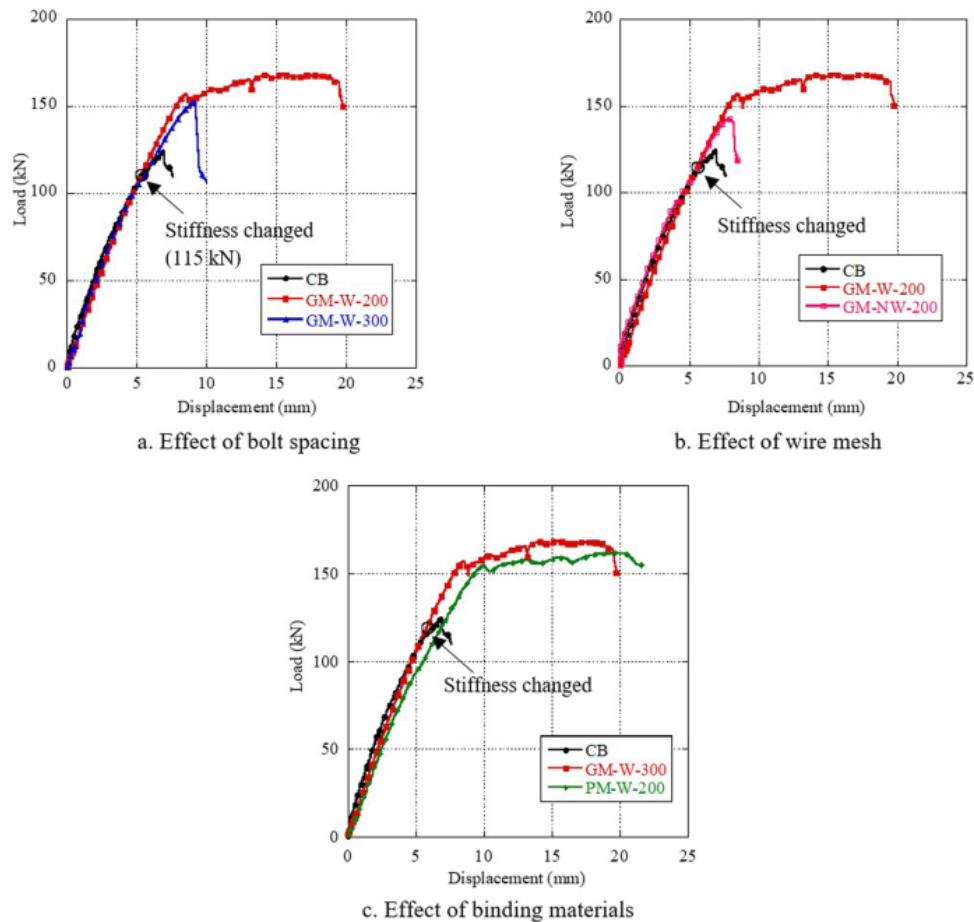 200
150
100
50
0
Load (kN)
Stiffness changed
(115 kN)
CB
GM-W-200
GM-W-300
0 5 10 15 20 25
Displacement (mm)
a. Effect of bolt spacing
200
150
100
50
0
Load (kN)
Stiffness changed
CB
GM-W-200
GM-NW-200
0 5 10 15 20 25
Displacement (mm)
b. Effect of wire mesh
200
150
100
50
0
Load (kN)
Stiffness changed
CB
GM-W-300
PM-W-200
0 5 10 15 20 25
Displacement (mm)
c. Effect of binding materials